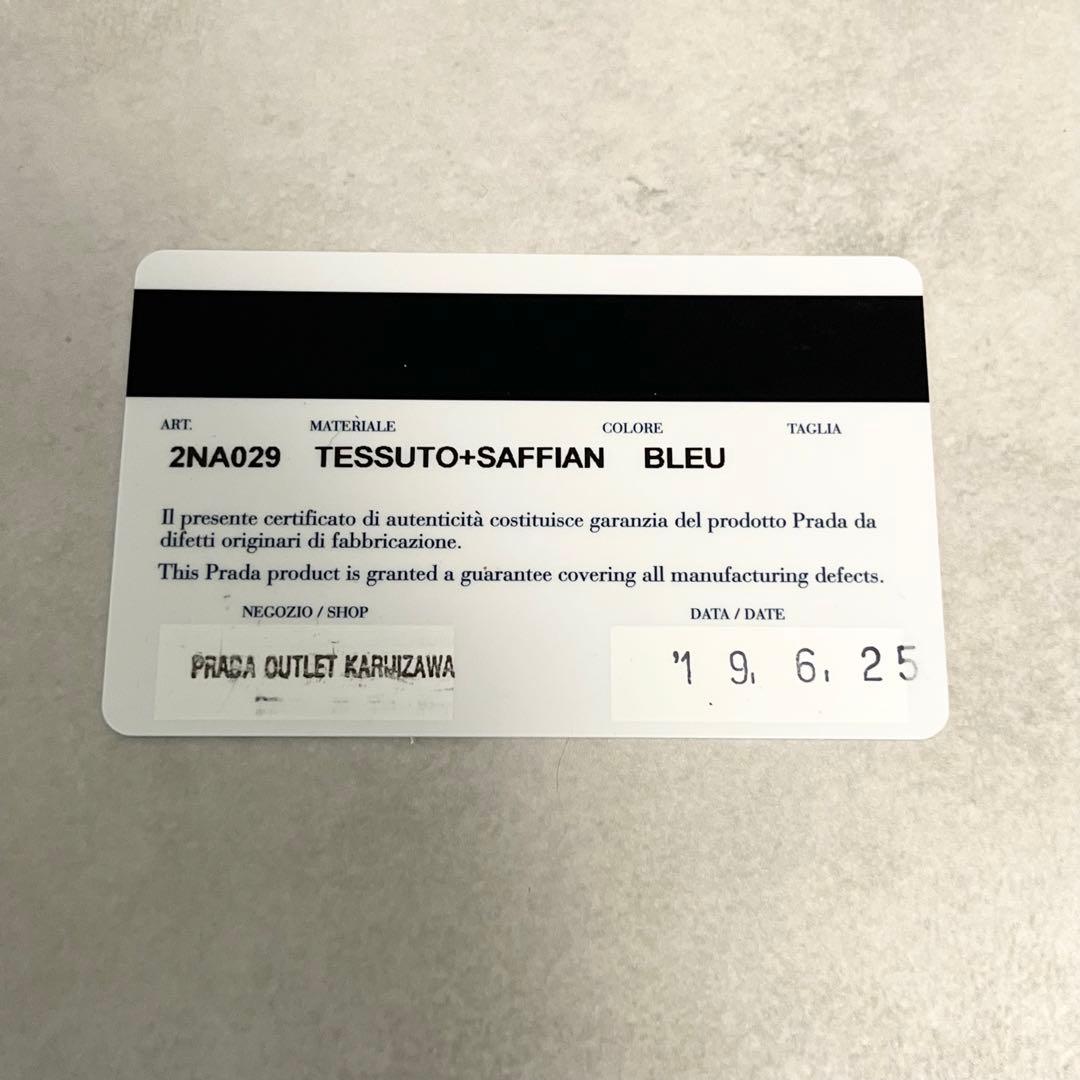 ART. MATERIALE COLORE TAGLIA
2NA029 TESSUTO+SAFFIAN BLEU
Il presente certificato di autenticità costituisce garanzia del prodotto Prada da
difetti originari di fabbricazione.
This Prada product is granted a guarantee covering all manufacturing defects.
NEGOZIO / SHOP DATA / DATE
PRADA OUTLET KARUIZAWA '19. 6. 25